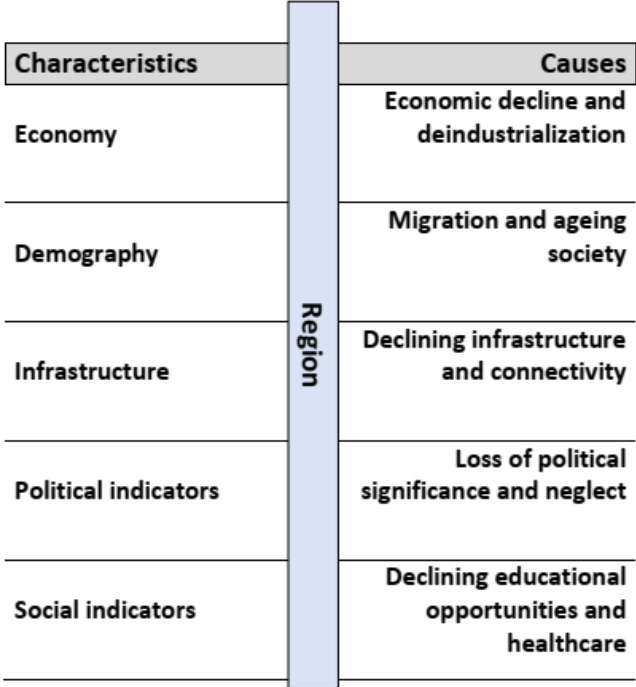 Characteristics
Causes
Economy
Economic decline and
deindustrialization
Demography
Migration and ageing
society
Region
Infrastructure
Declining infrastructure
and connectivity
Political indicators
Loss of political
significance and neglect
Social indicators
Declining educational
opportunities and
healthcare